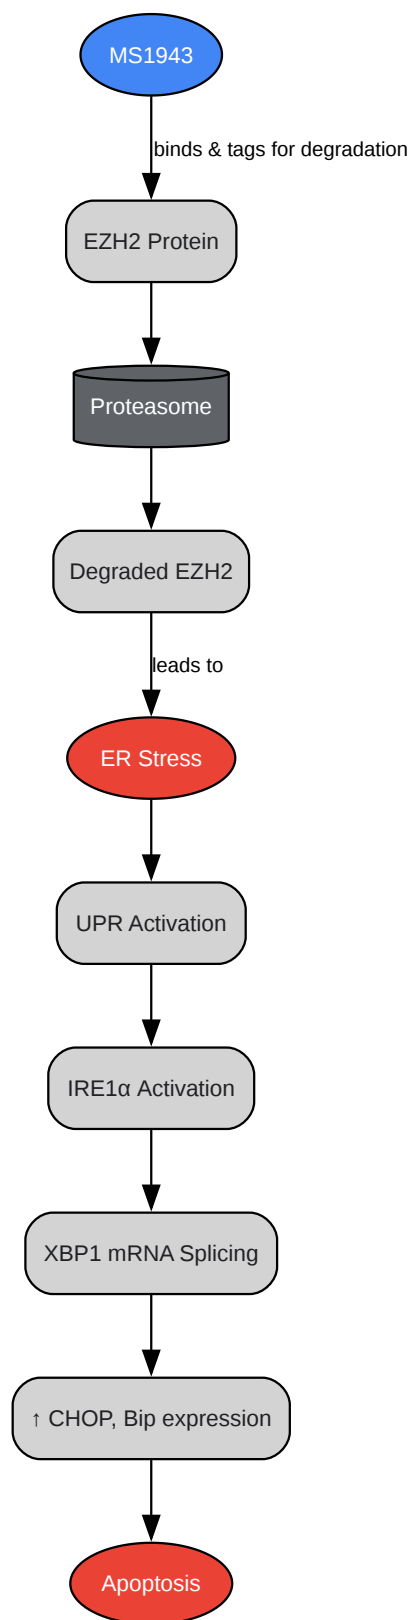 MS1943
binds & tags for degradation
EZH2 Protein
Proteasome
Degraded EZH2
leads to
ER Stress
UPR Activation
IRE1α Activation
XBP1 mRNA Splicing
↑ CHOP, Bip expression
Apoptosis